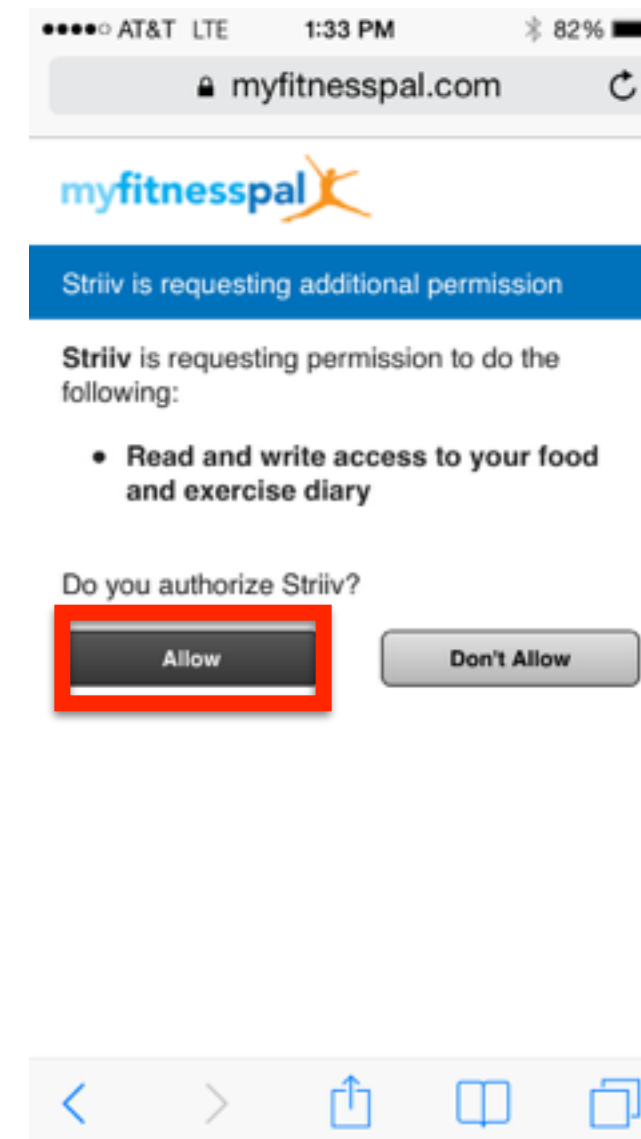 AT&T LTE 1:33 PM 82%
myfitnesspal.com
myfitnesspal
Striiv is requesting additional permission
Striiv is requesting permission to do the
following:
• Read and write access to your food
and exercise diary
Do you authorize Striiv?
Allow Don't Allow